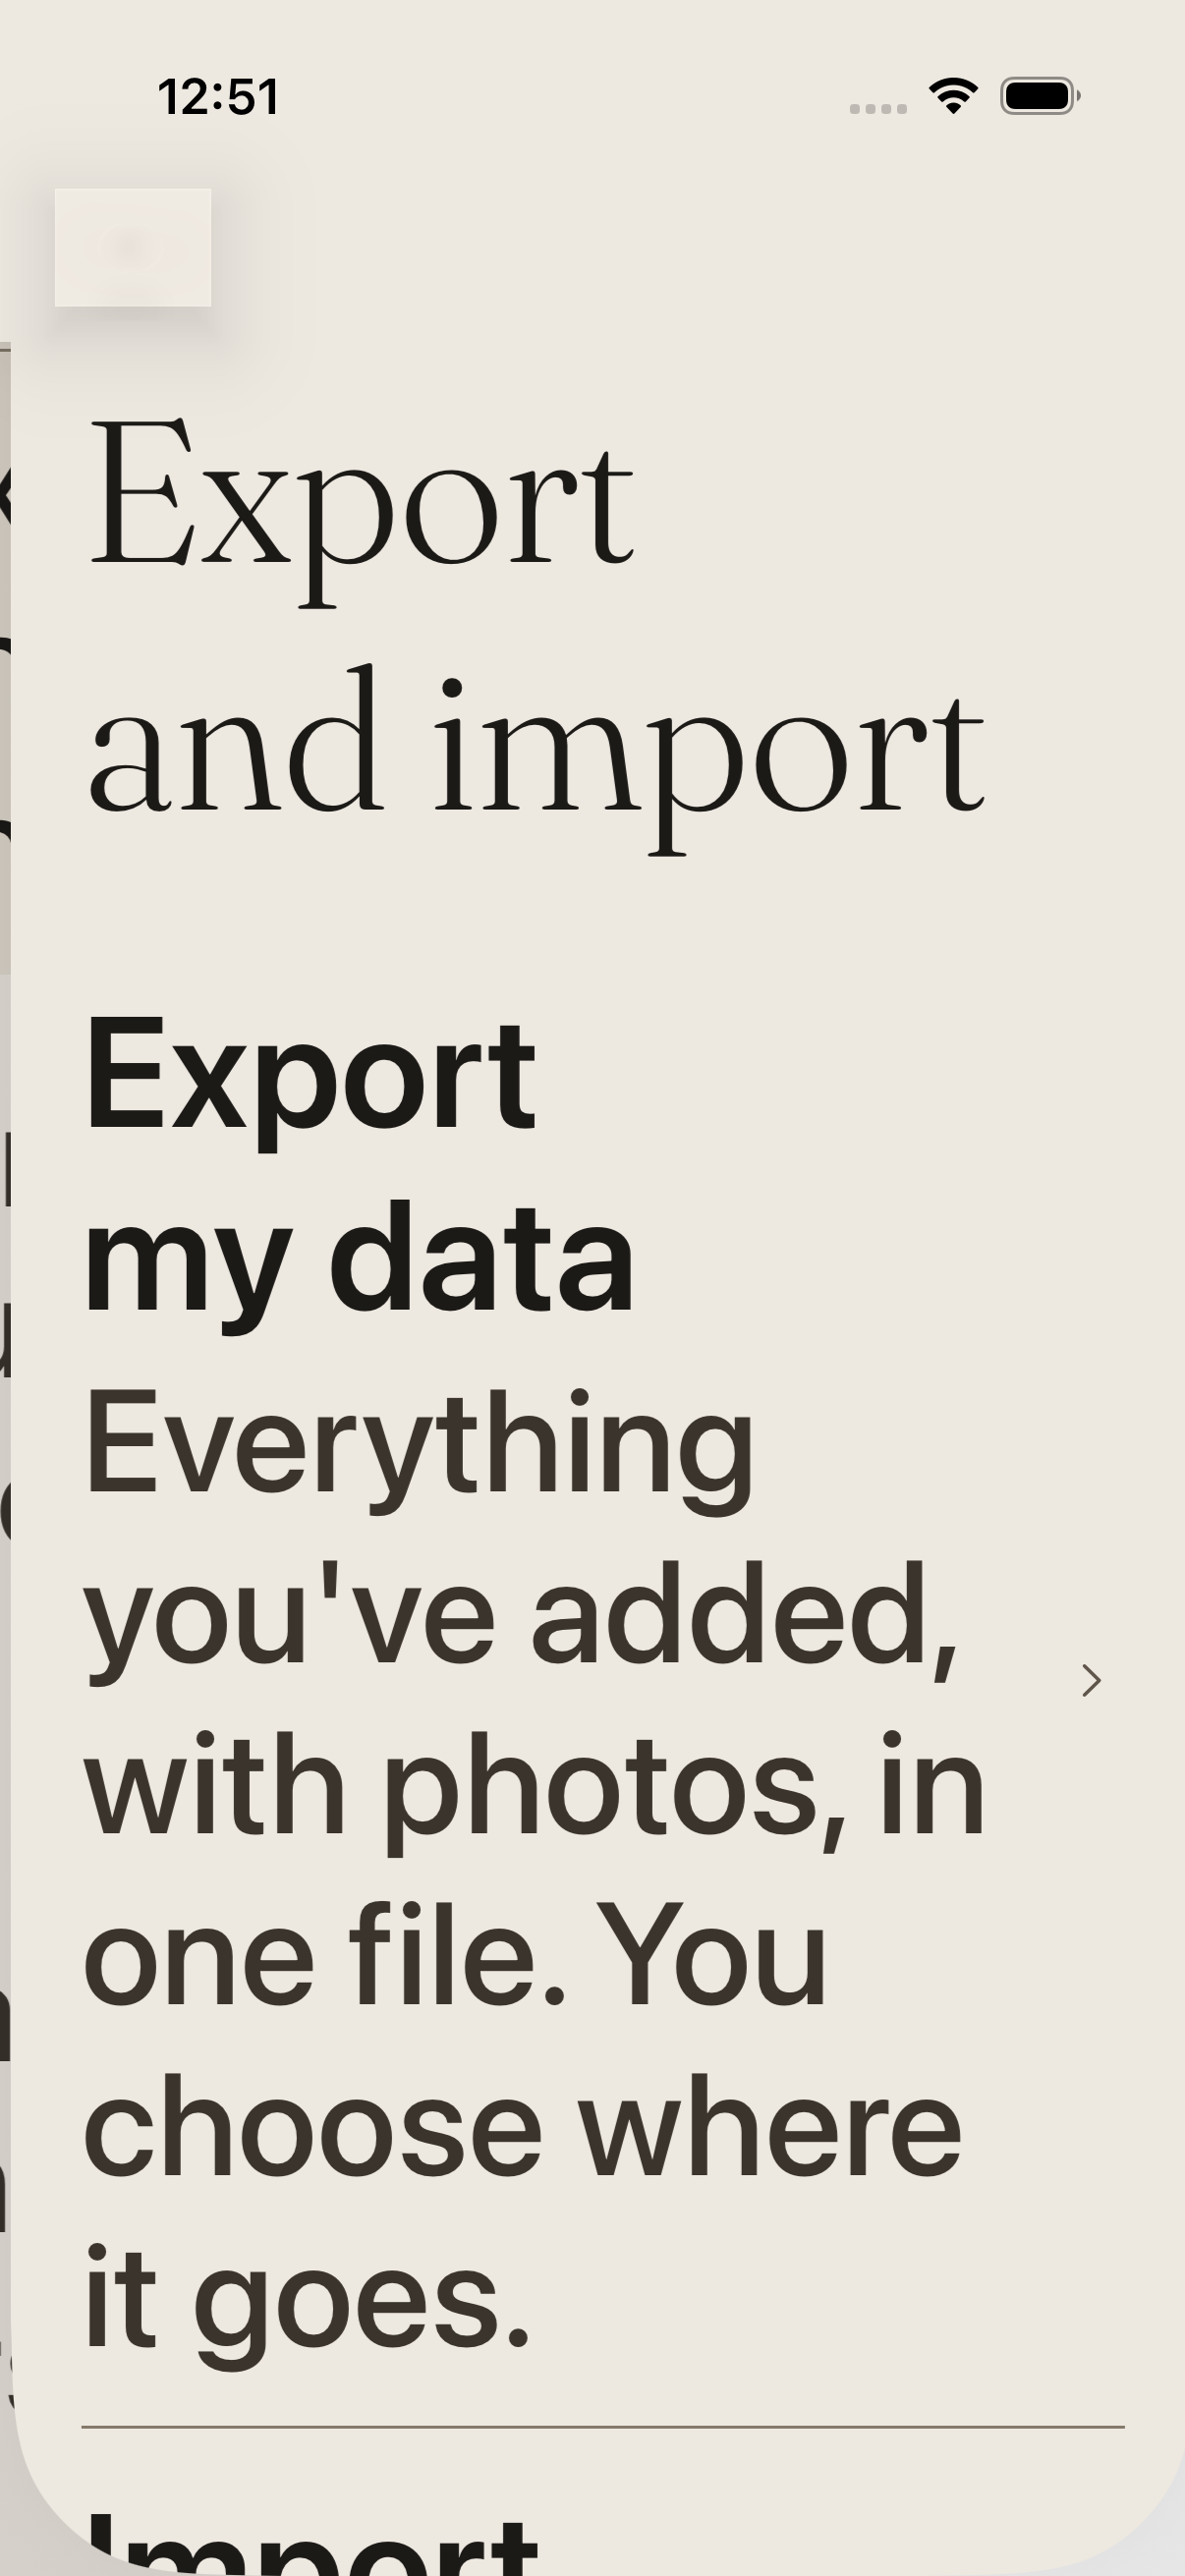 12:51
Export
and import
Export
my data
Everything
you've added,
with photos, in
one file. You
choose where
it goes.
Import